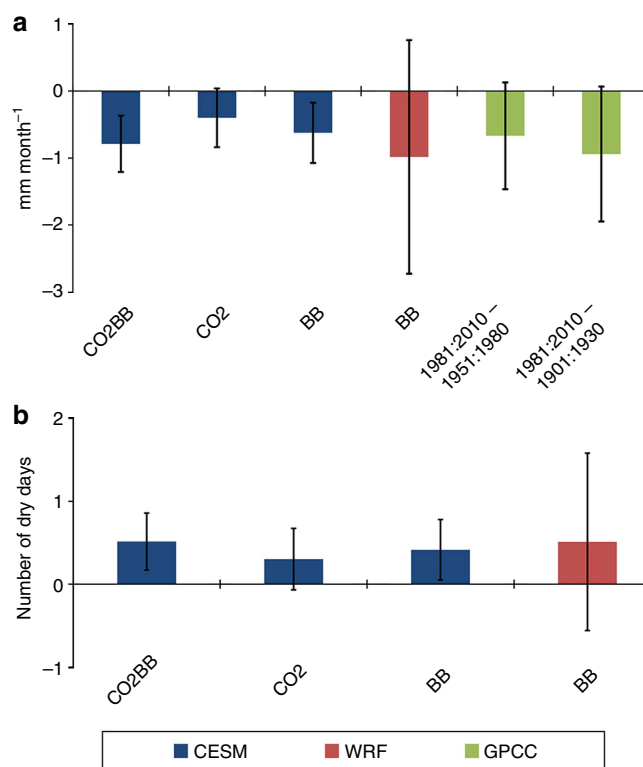 a
1
0
−1
−2
−3
mm month⁻¹
CO2BB
CO2
BB
BB
1981:2010 –
1951:1980
1981:2010 –
1901:1930
b
2
1
0
−1
Number of dry days
CO2BB
CO2
BB
BB
CESM WRF GPCC